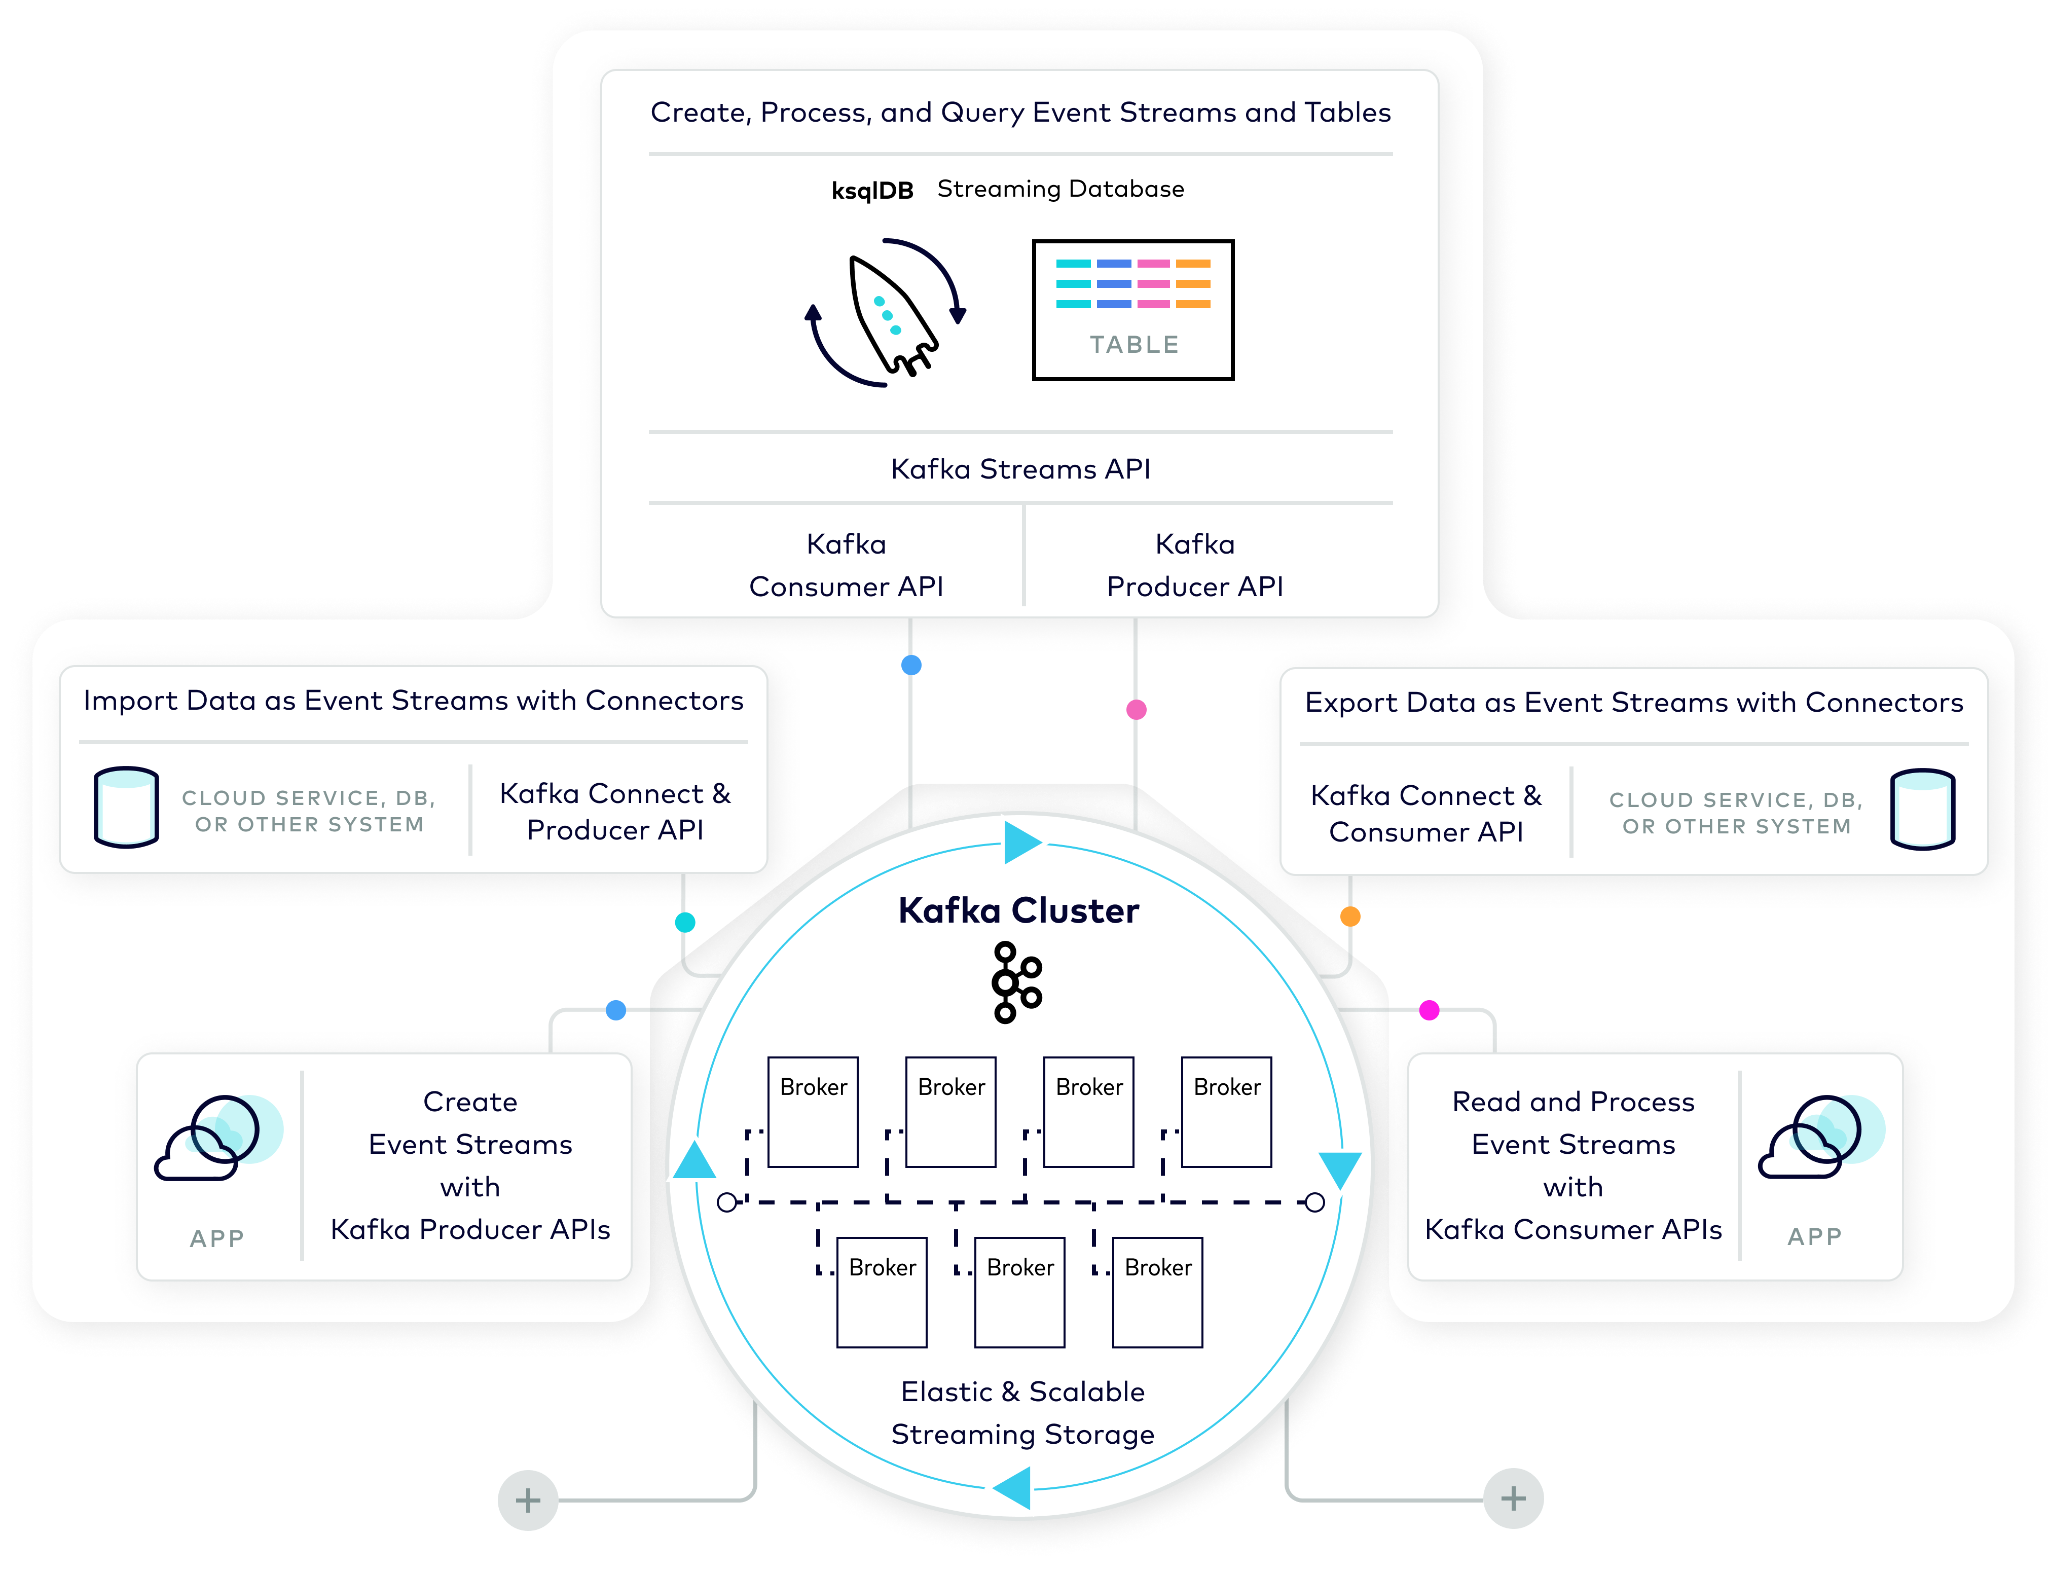 Create, Process, and Query Event Streams and Tables
ksqlDB Streaming Database
TABLE
Kafka Streams API
Kafka
Consumer API
Kafka
Producer API
Import Data as Event Streams with Connectors
CLOUD SERVICE, DB,
OR OTHER SYSTEM
Kafka Connect &
Producer API
Export Data as Event Streams with Connectors
Kafka Connect &
Consumer API
CLOUD SERVICE, DB,
OR OTHER SYSTEM
Kafka Cluster
APP
Create
Event Streams
with
Kafka Producer APIs
Broker
Broker
Broker
Broker
Broker
Broker
Broker
Elastic & Scalable
Streaming Storage
Read and Process
Event Streams
with
Kafka Consumer APIs
APP
+
+